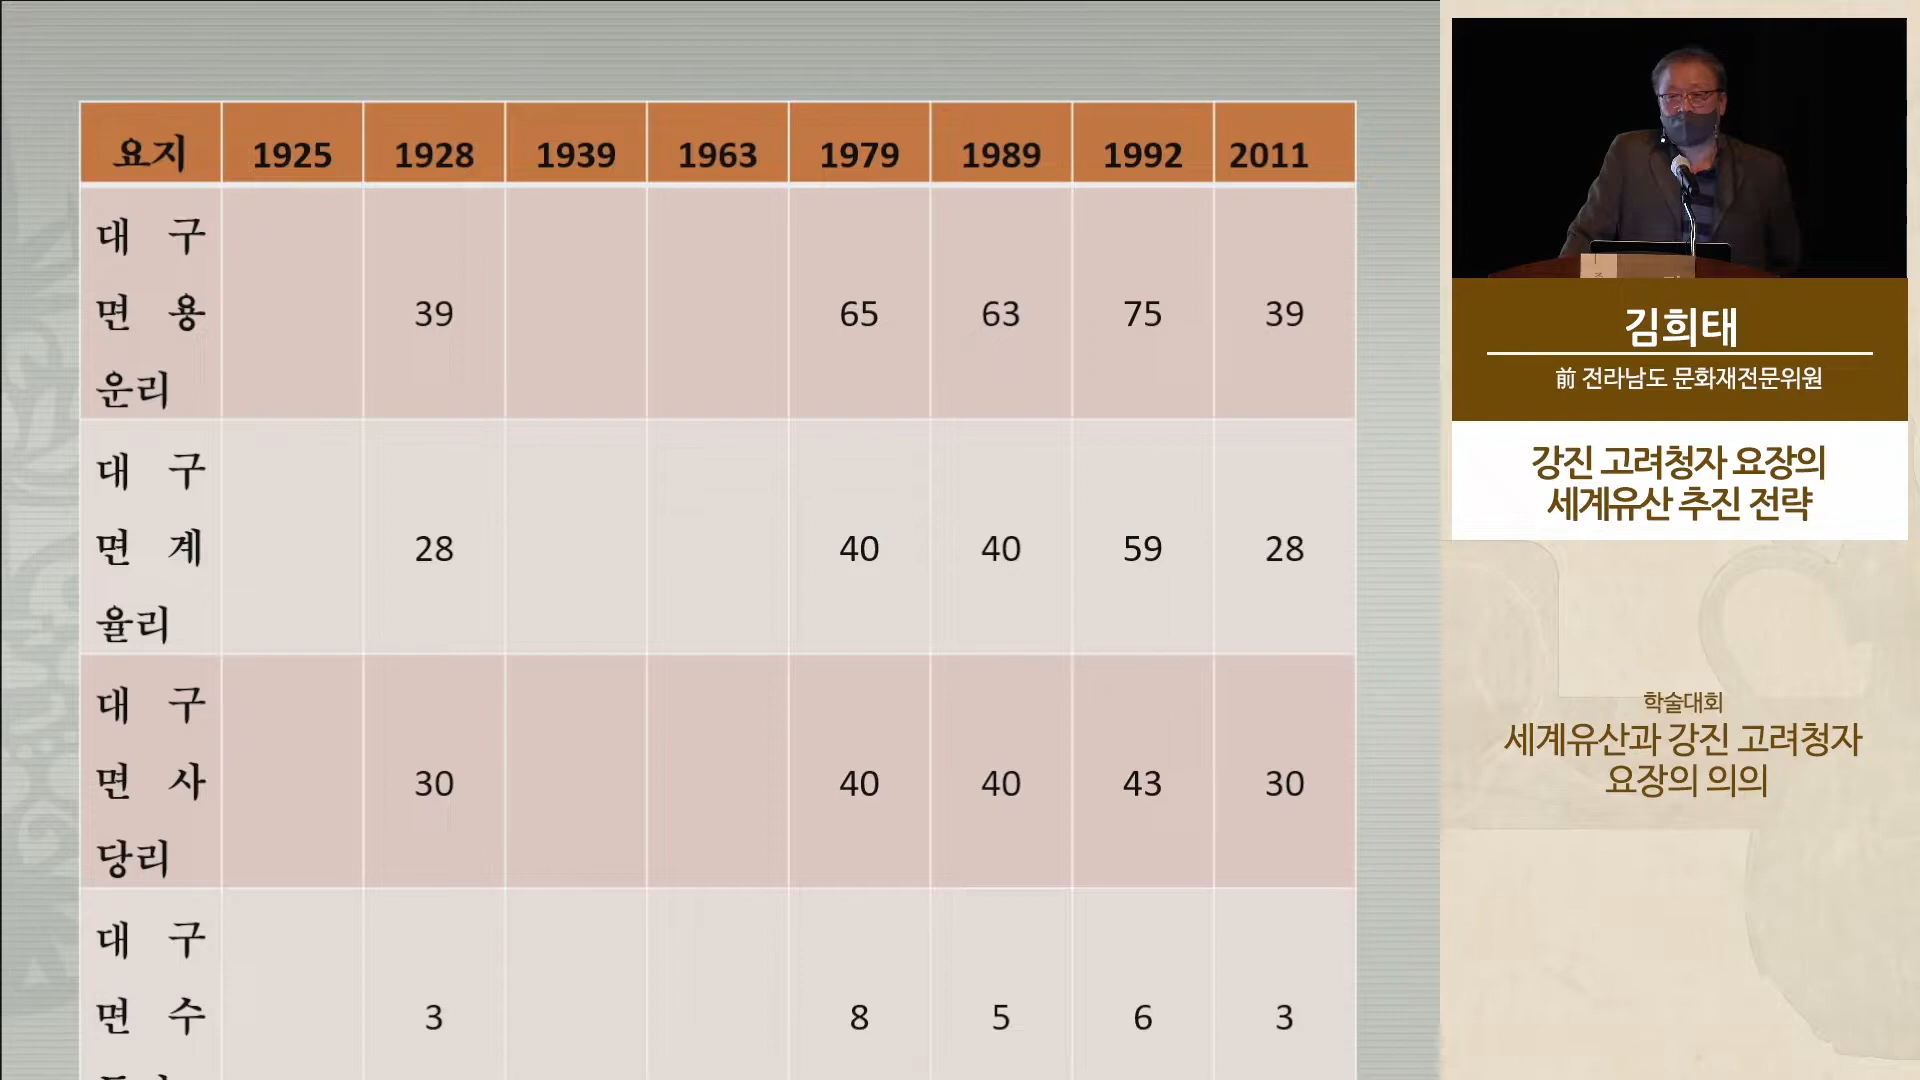 요지 1925 1928 1939 1963 1979 1989 1992 2011
대 구
면 용
운리
39 65 63 75 39
대 구
면 계
율리
28 40 40 59 28
대 구
면 사
당리
30 40 40 43 30
대 구
면 수
3 8 5 6 3
김희태
前 전라남도 문화재전문위원
강진 고려청자 요장의
세계유산 추진 전략
학술대회
세계유산과 강진 고려청자
요장의 의의